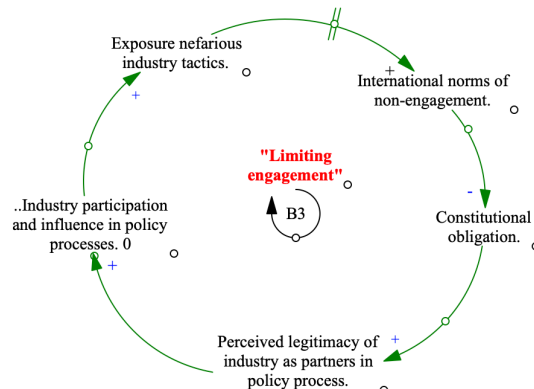 Exposure nefarious
industry tactics.
+
International norms of
non-engagement.
+
"Limiting
engagement"
B3
-
Constitutional
obligation.
..Industry participation
and influence in policy
processes. 0
+
Perceived legitimacy of
industry as partners in
policy process.
+